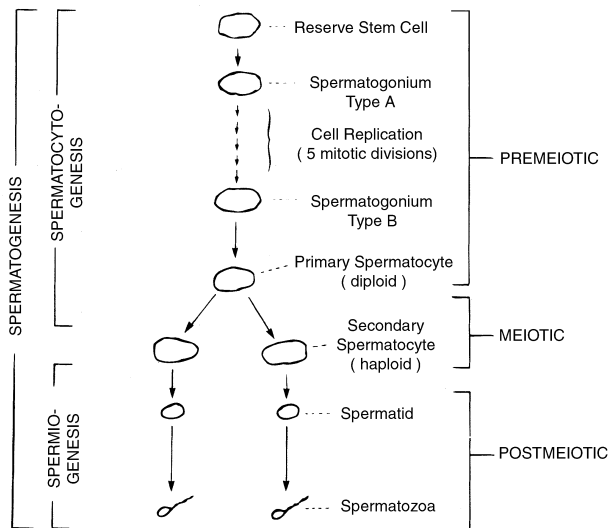 Reserve Stem Cell
Spermatogonium
Type A
Cell Replication
( 5 mitotic divisions)
Spermatogonium
Type B
Primary Spermatocyte
( diploid )
Secondary
Spermatocyte
( haploid )
Spermatid
Spermatozoa
PREMEIOTIC
MEIOTIC
POSTMEIOTIC
SPERMATOGENESIS
SPERMATOCYTO-
GENESIS
SPERMIO-
GENESIS